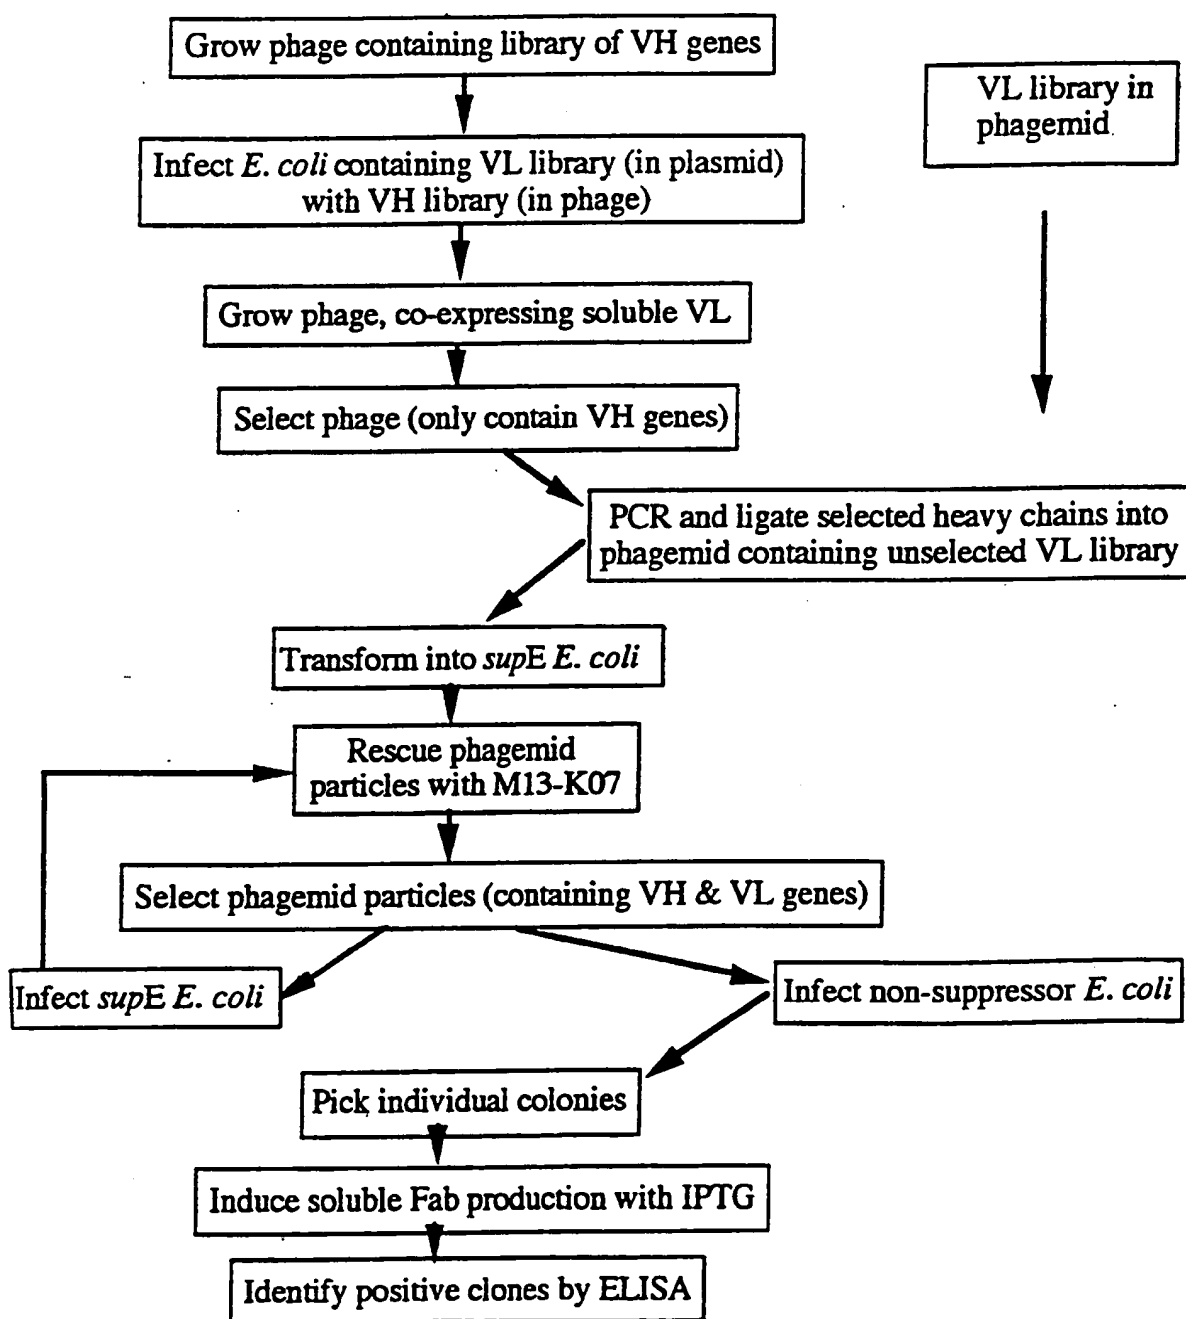 Grow phage containing library of VH genes
VL library in
phagemid
Infect E. coli containing VL library (in plasmid)
with VH library (in phage)
Grow phage, co-expressing soluble VL
Select phage (only contain VH genes)
PCR and ligate selected heavy chains into
phagemid containing unselected VL library
Transform into supE E. coli
Rescue phagemid
particles with M13-K07
Select phagemid particles (containing VH & VL genes)
Infect supE E. coli
Infect non-suppressor E. coli
Pick individual colonies
Induce soluble Fab production with IPTG
Identify positive clones by ELISA